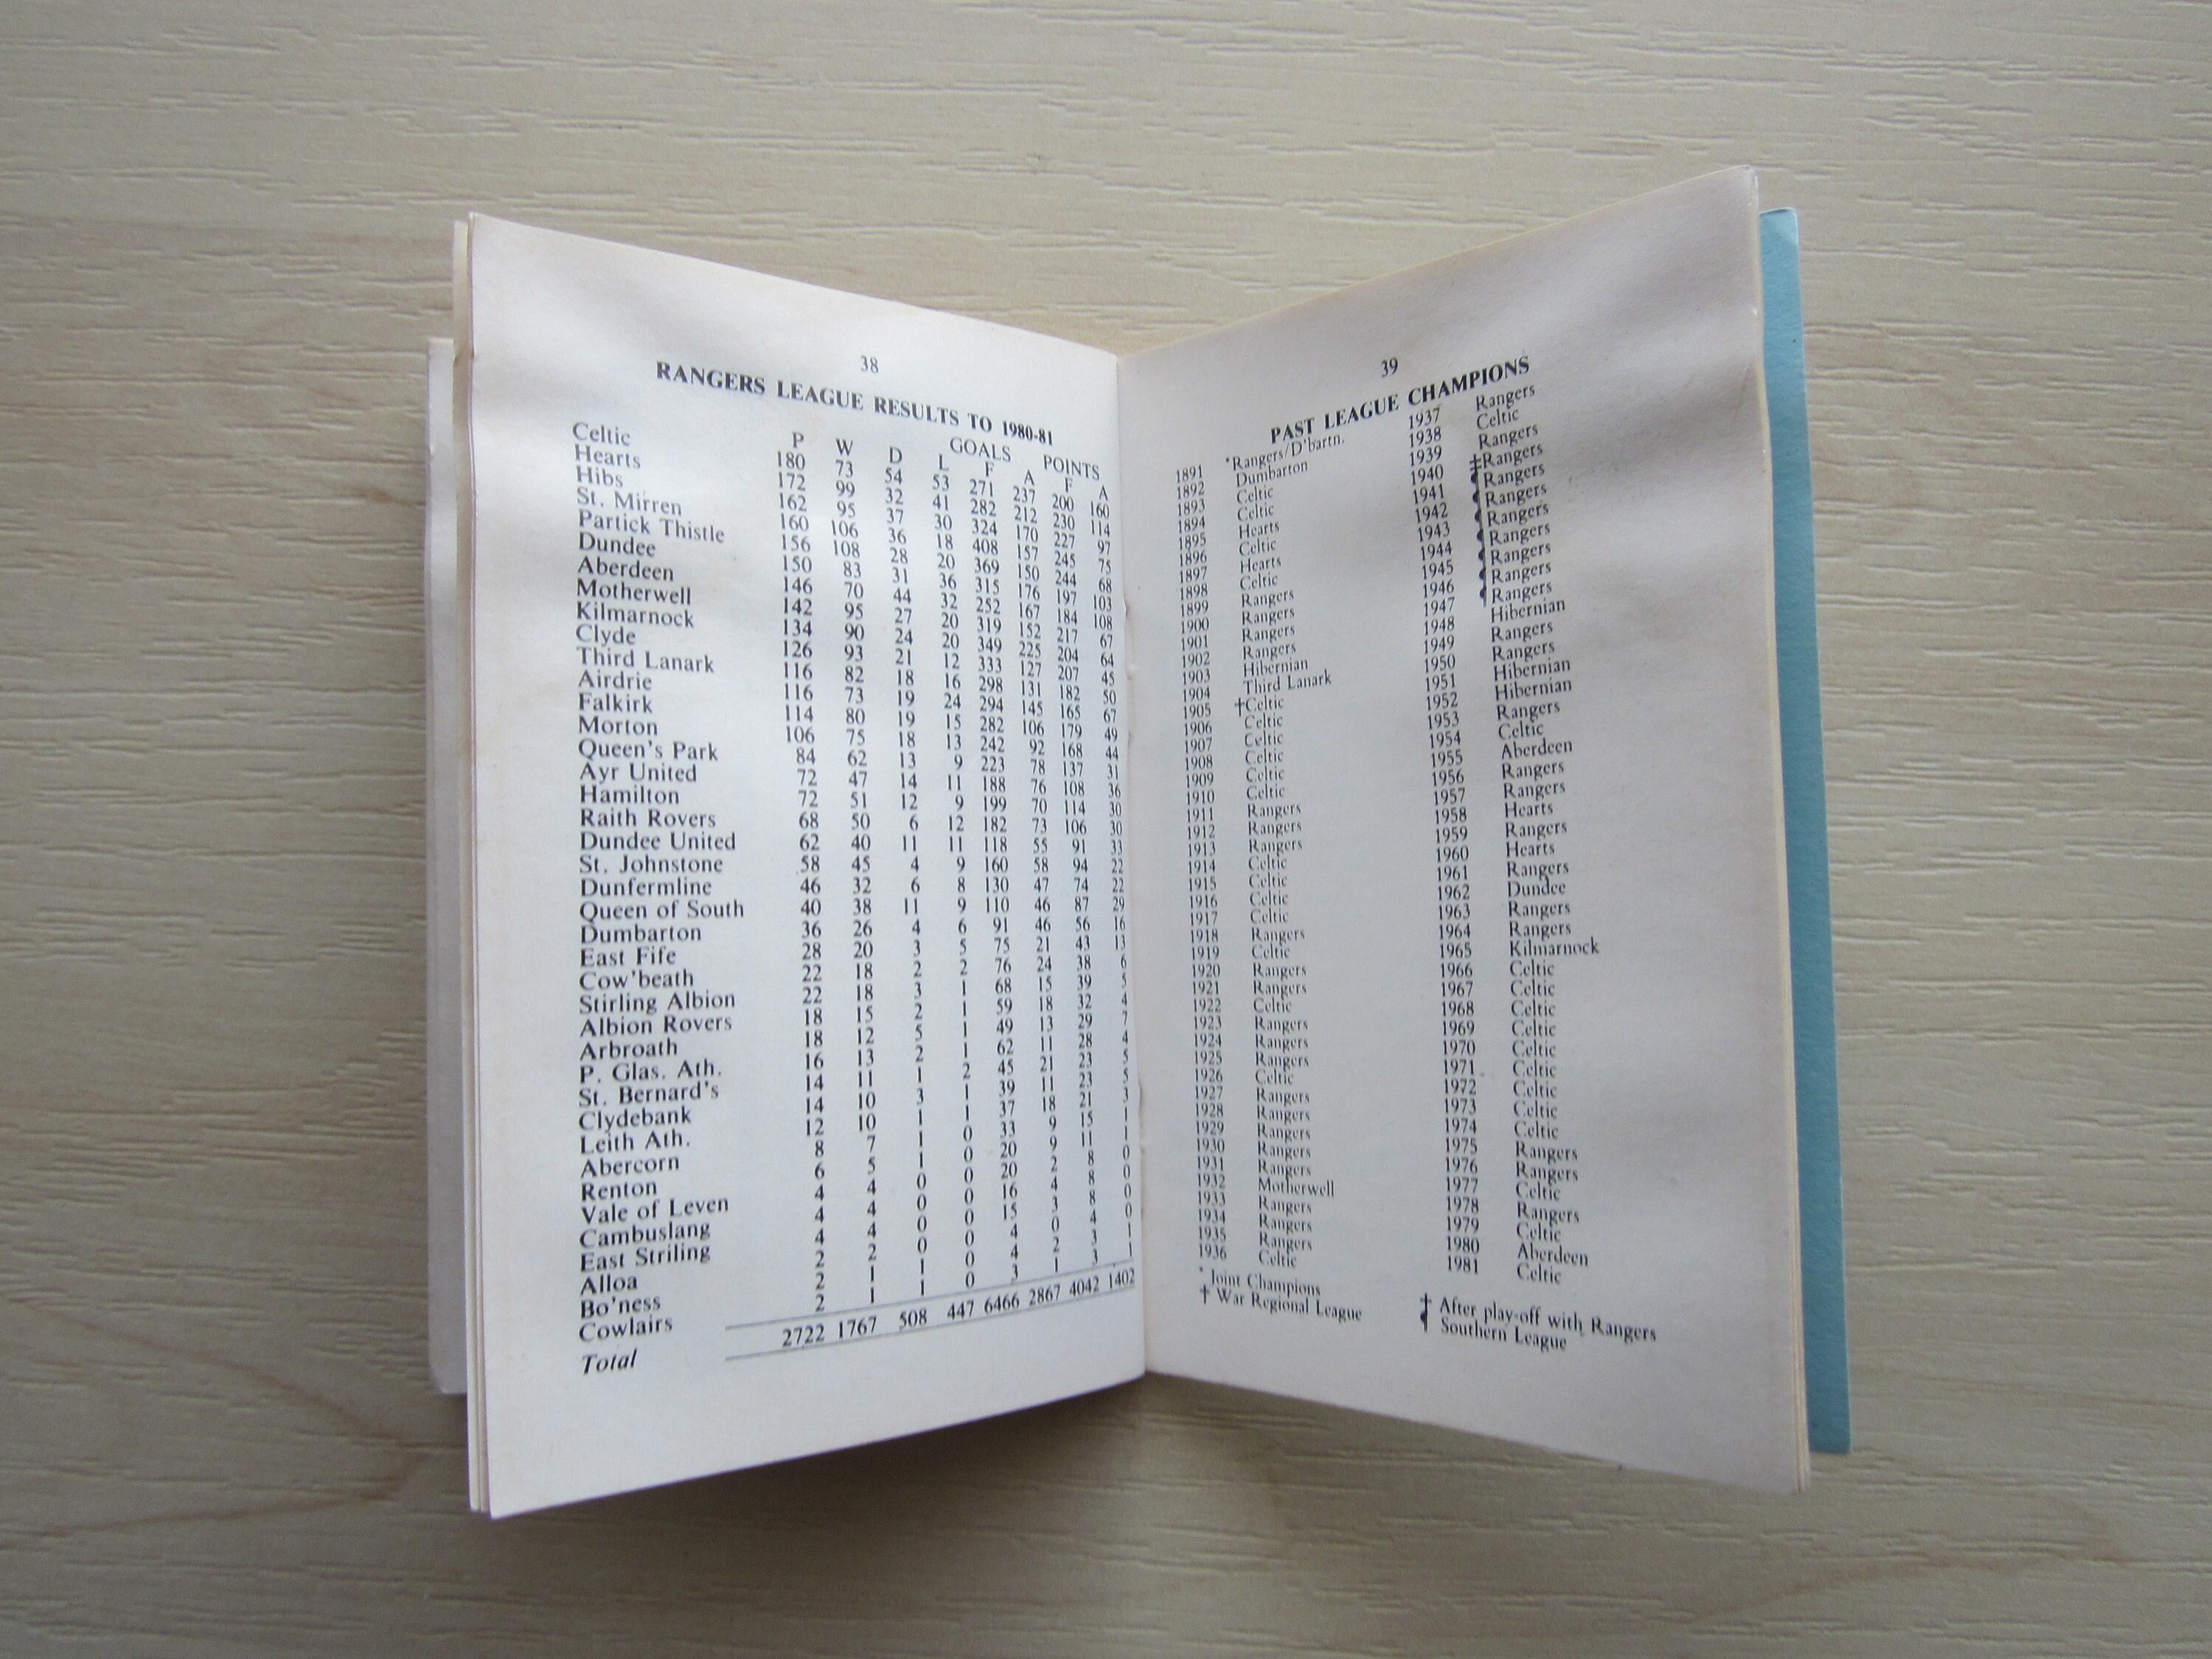 38
RANGERS LEAGUE RESULTS TO 1980-81
GOALS POINTS
P W D L F A F A
Celtic 180 73 54 53 271 237 200 160
Hearts 172 99 32 41 282 212 230 114
Hibs 162 95 37 30 324 170 227 97
St. Mirren 160 106 36 18 408 157 245 75
Partick Thistle 156 108 28 20 369 150 244 68
Dundee 150 83 31 36 315 176 197 103
Aberdeen 146 70 44 32 252 167 184 108
Motherwell 142 95 27 20 319 152 217 67
Kilmarnock 134 90 24 20 349 225 204 64
Clyde 126 93 21 12 333 127 207 45
Third Lanark 116 82 18 16 298 131 182 50
Airdrie 116 73 19 24 294 145 165 67
Falkirk 114 80 19 15 282 106 179 49
Morton 106 75 18 13 242 92 168 44
Queen's Park 84 62 13 9 223 78 137 31
Ayr United 72 47 14 11 188 76 108 36
Hamilton 72 51 12 9 199 70 114 30
Raith Rovers 68 50 6 12 182 73 106 30
Dundee United 62 40 11 11 118 55 91 33
St. Johnstone 58 45 4 9 160 58 94 22
Dunfermline 46 32 6 8 130 47 74 22
Queen of South 40 38 11 9 110 46 87 29
Dumbarton 36 26 4 6 91 46 56 16
East Fife 28 20 3 5 75 21 43 13
Cow'beath 22 18 2 2 76 24 38 6
Stirling Albion 22 18 3 1 68 15 39 5
Albion Rovers 18 15 2 1 59 18 32 4
Arbroath 18 12 5 1 49 13 29 7
P. Glas. Ath. 16 13 2 1 62 11 28 4
St. Bernard's 14 11 1 2 45 21 23 5
Clydebank 14 10 3 1 39 11 23 5
Leith Ath. 12 10 1 1 37 18 21 3
Abercorn 8 7 1 0 33 9 15 1
Renton 6 5 1 0 20 9 11 1
Vale of Leven 4 4 0 0 20 2 8 0
Cambuslang 4 4 0 0 16 4 8 0
East Striling 4 4 0 0 15 3 8 0
Alloa 2 2 0 0 4 0 4 0
Bo'ness 2 1 1 0 4 2 3 1
Cowlairs 2 1 1 0 3 1 3 1
Total 2722 1767 508 447 6466 2867 4042 1402
39
PAST LEAGUE CHAMPIONS
1891 *Rangers/D'bartn.
1892 Dumbarton
1893 Celtic
1894 Celtic
1895 Hearts
1896 Celtic
1897 Hearts
1898 Celtic
1899 Rangers
1900 Rangers
1901 Rangers
1902 Rangers
1903 Hibernian
1904 Third Lanark
1905 †Celtic
1906 Celtic
1907 Celtic
1908 Celtic
1909 Celtic
1910 Celtic
1911 Rangers
1912 Rangers
1913 Rangers
1914 Celtic
1915 Celtic
1916 Celtic
1917 Celtic
1918 Rangers
1919 Celtic
1920 Rangers
1921 Rangers
1922 Celtic
1923 Rangers
1924 Rangers
1925 Rangers
1926 Celtic
1927 Rangers
1928 Rangers
1929 Rangers
1930 Rangers
1931 Rangers
1932 Motherwell
1933 Rangers
1934 Rangers
1935 Rangers
1936 Celtic
* Joint Champions
† War Regional League
1937 Rangers
1938 Celtic
1939 Rangers
1940 ‡Rangers
1941 Rangers
1942 Rangers
1943 Rangers
1944 Rangers
1945 Rangers
1946 Rangers
1947 Rangers
1948 Hibernian
1949 Rangers
1950 Rangers
1951 Hibernian
1952 Hibernian
1953 Rangers
1954 Celtic
1955 Aberdeen
1956 Rangers
1957 Rangers
1958 Hearts
1959 Rangers
1960 Hearts
1961 Rangers
1962 Dundee
1963 Rangers
1964 Rangers
1965 Kilmarnock
1966 Celtic
1967 Celtic
1968 Celtic
1969 Celtic
1970 Celtic
1971 Celtic
1972 Celtic
1973 Celtic
1974 Celtic
1975 Rangers
1976 Rangers
1977 Celtic
1978 Rangers
1979 Celtic
1980 Aberdeen
1981 Celtic
‡ After play-off with Rangers
Southern League